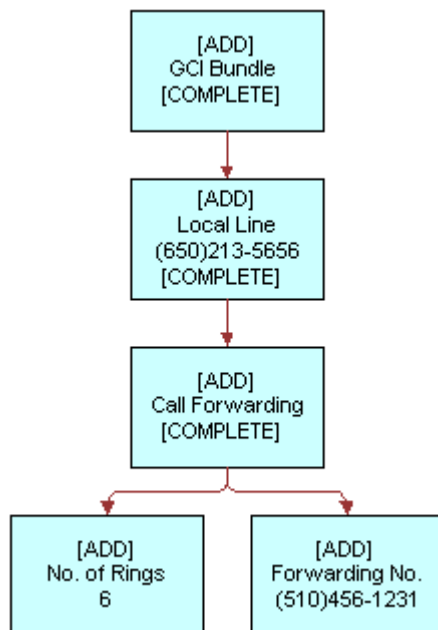 [ADD]
GCI Bundle
[COMPLETE]
[ADD]
Local Line
(650)213-5656
[COMPLETE]
[ADD]
Call Forwarding
[COMPLETE]
[ADD]
No. of Rings
6
[ADD]
Forwarding No.
(510)456-1231